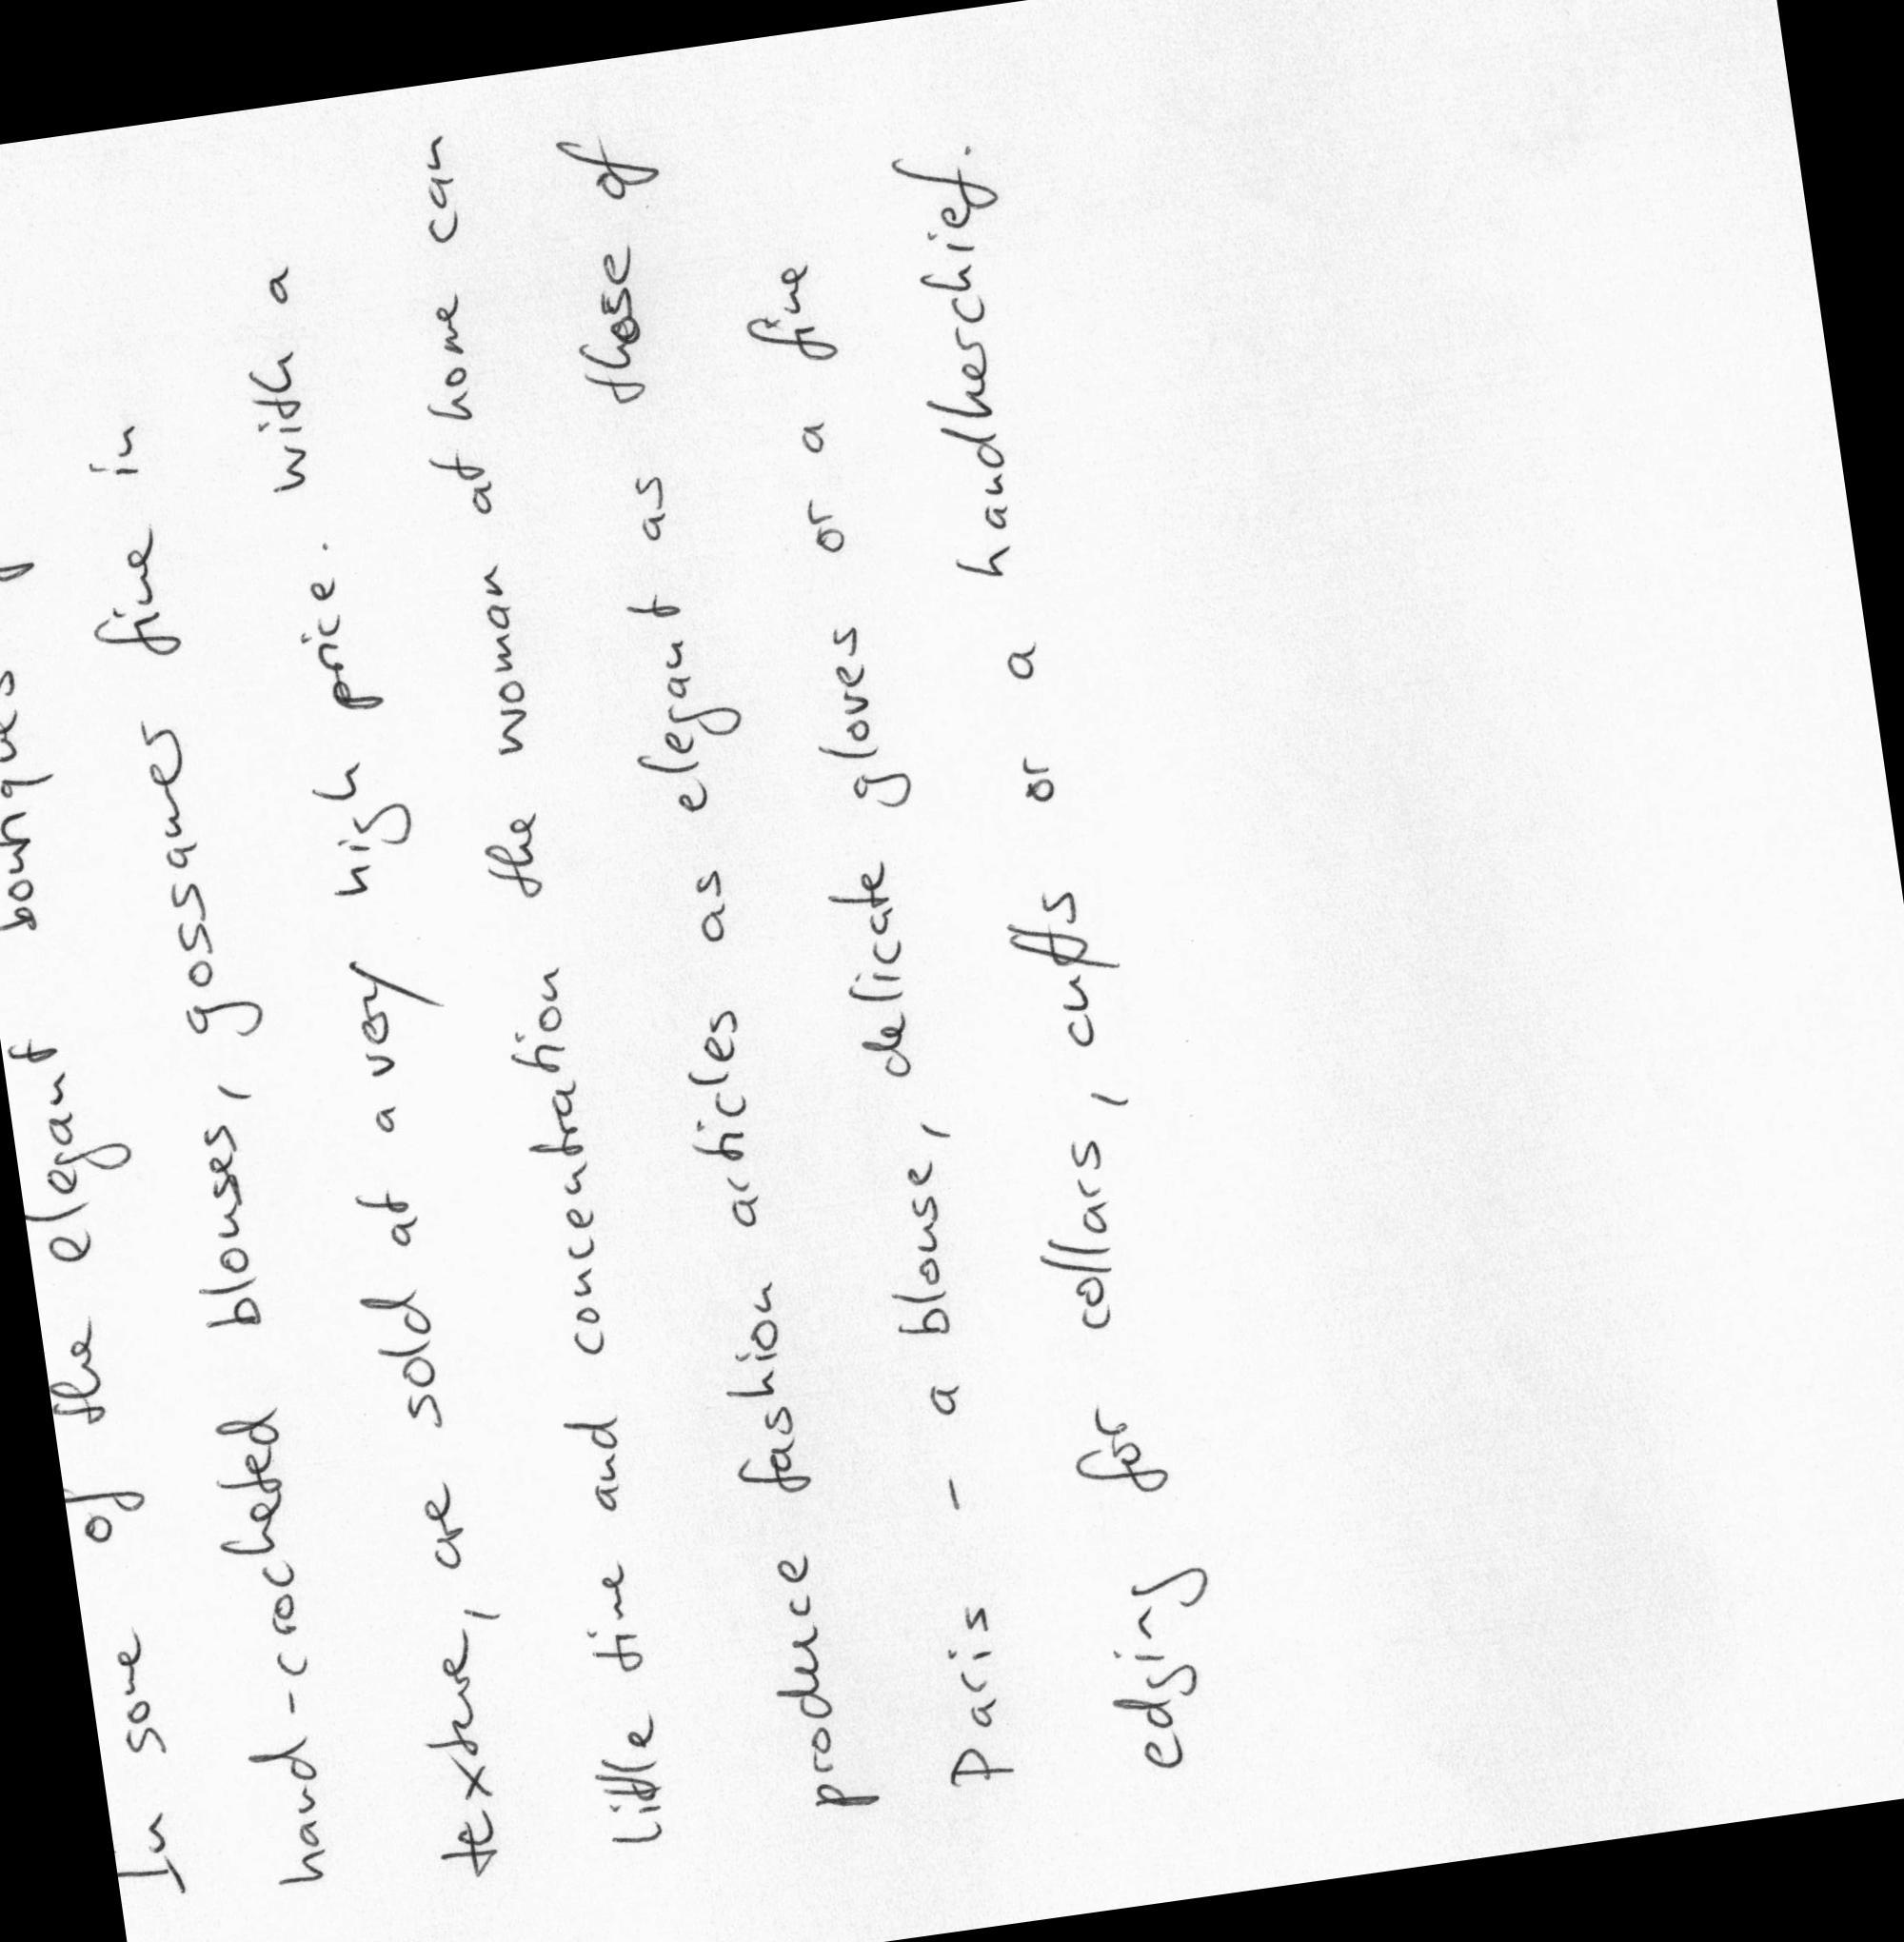 In some of the elegant boutiques
hand-crocheted blouses, gossamer fine in
texture, are sold at a very high price. with a
little time and concentration the woman at home can
produce fashion articles as elegant as those of
Paris - a blouse, delicate gloves or a fine
edging for collars, cuffs or a handkerchief.